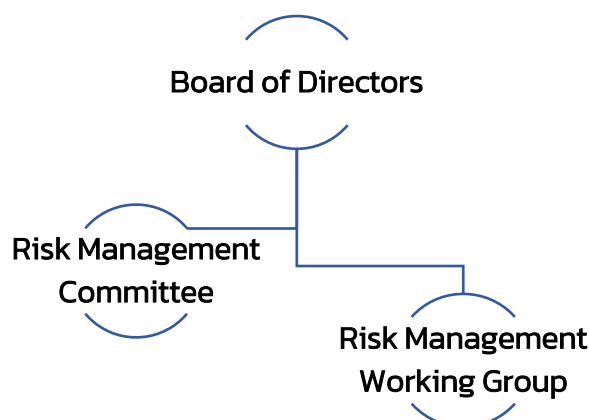 Board of Directors
Risk Management
Committee
Risk Management
Working Group